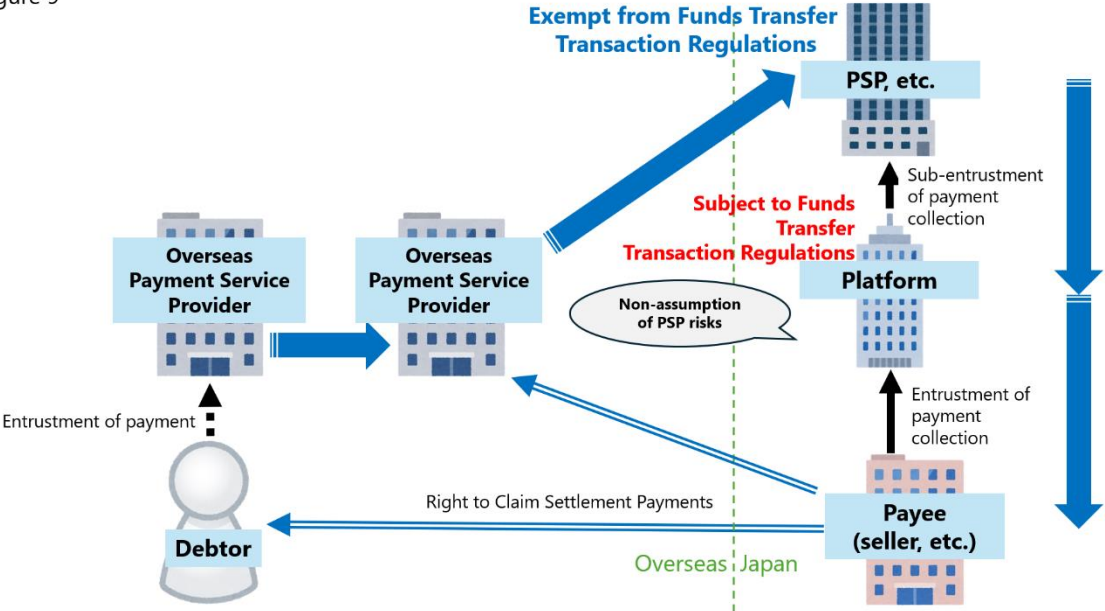 gure 9
Exempt from Funds Transfer
Transaction Regulations
PSP, etc.
Sub-entrustment
of payment
collection
Subject to Funds
Transfer
Transaction Regulations
Overseas
Payment Service
Provider
Overseas
Payment Service
Provider
Platform
Non-assumption
of PSP risks
Entrustment of payment
Entrustment of
payment
collection
Right to Claim Settlement Payments
Debtor
Payee
(seller, etc.)
Overseas
Japan